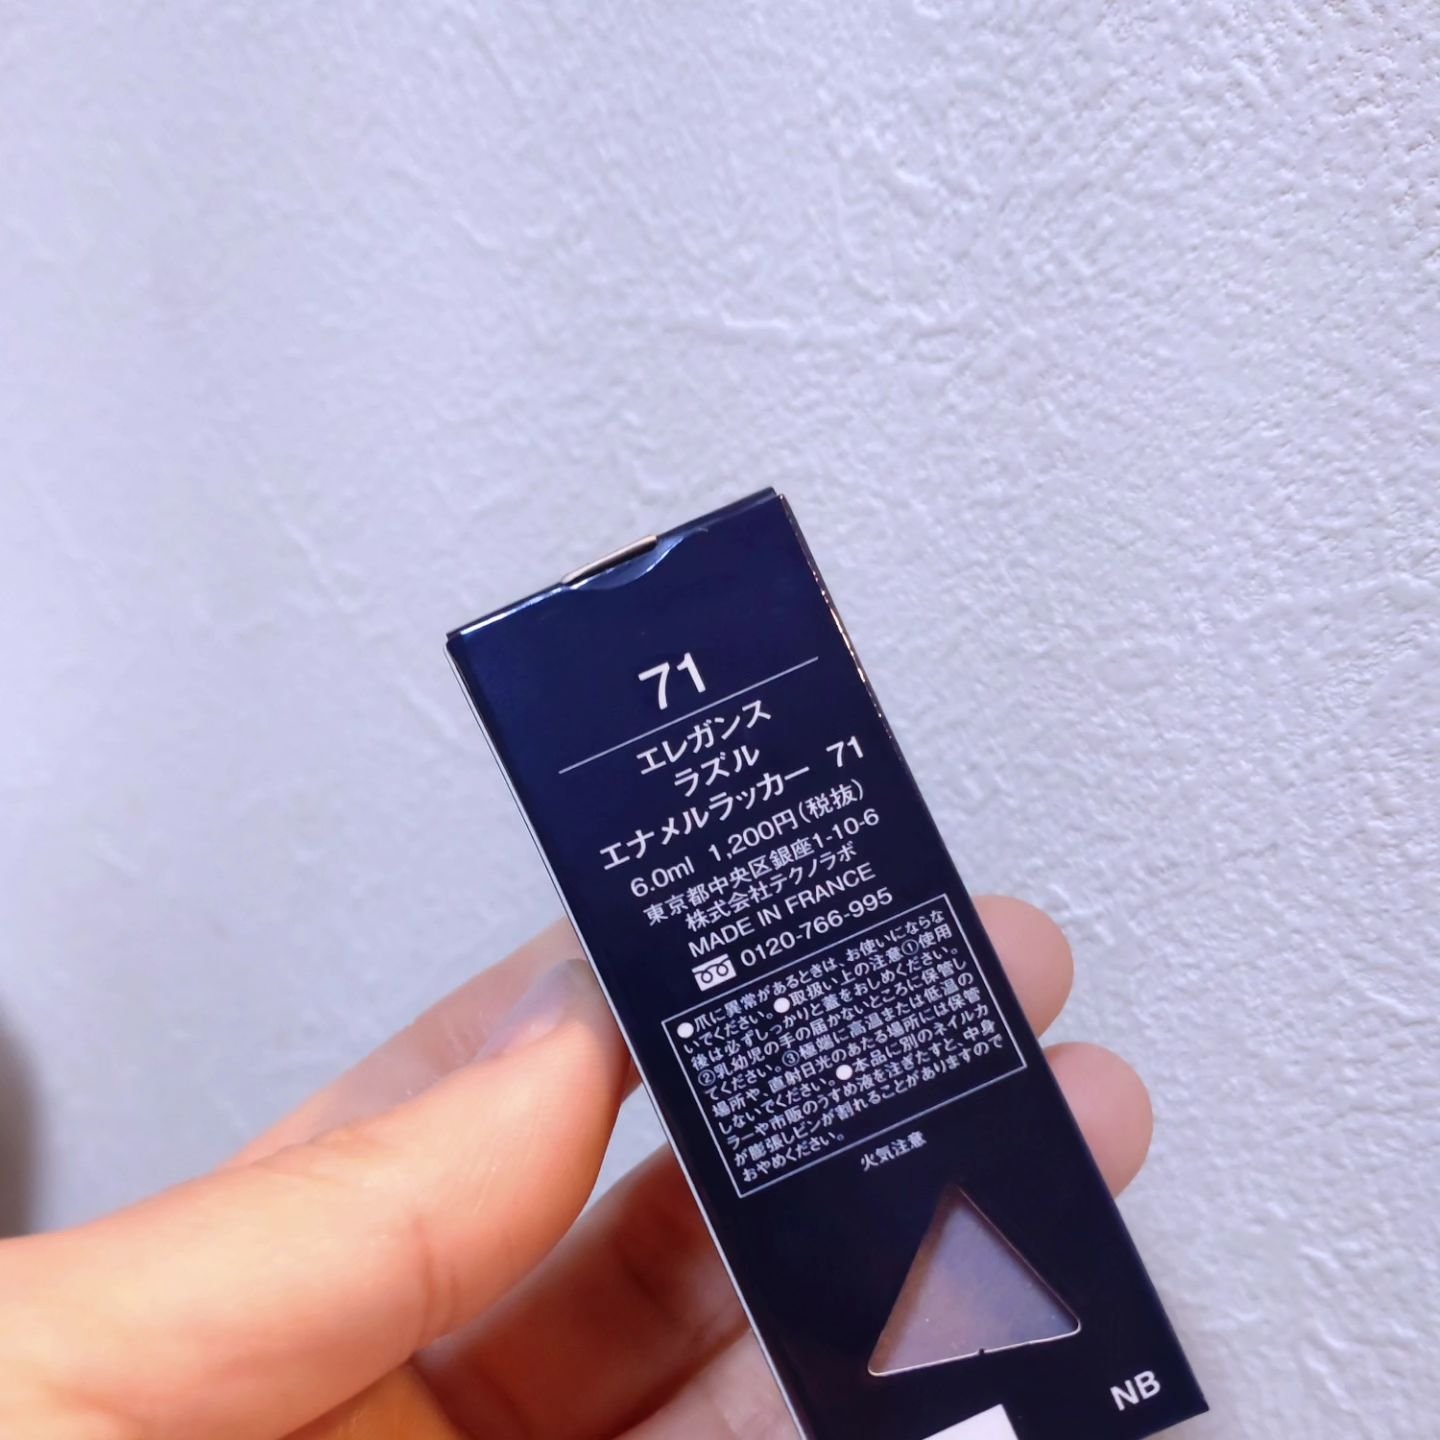 71
エレガンス
ラズル
エナメルラッカー 71
6.0ml 1,200円(税抜)
東京都中央区銀座1-10-6
株式会社テクノラボ
MADE IN FRANCE
0120-766-995
●爪に異常があるときは、お使いにならな
いでください。●取扱い上の注意①使用
後は必ずしっかりと蓋をおしめください。
②乳幼児の手の届かないところに保管し
てください。③極端に高温または低温の
場所や、直射日光のあたる場所には保管
しないでください。●本品に別のネイルカ
ラーや市販のうすめ液を注ぎたすと、中身
が膨張しビンが割れることがありますので
おやめください。
火気注意
NB